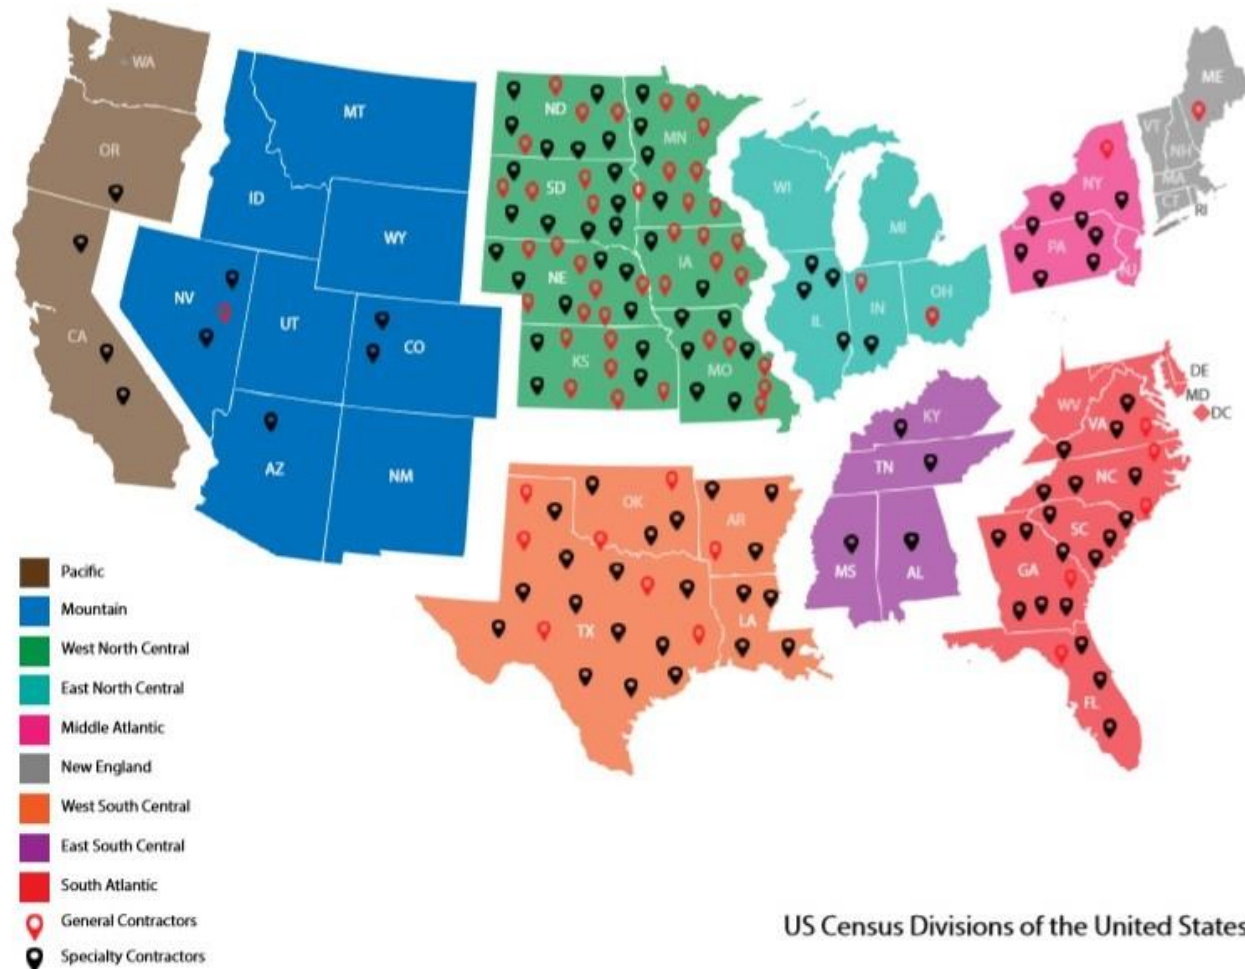 WA
OR
CA
MT
ID
WY
NV
UT
CO
AZ
NM
ND
SD
NE
KS
MN
IA
MO
WI
MI
IL
IN
OH
NY
PA
NJ
ME
VT
NH
MA
CT
RI
OK
AR
TX
LA
KY
TN
MS
AL
WV
VA
DE
MD
DC
NC
SC
GA
FL
Pacific
Mountain
West North Central
East North Central
Middle Atlantic
New England
West South Central
East South Central
South Atlantic
General Contractors
Specialty Contractors
US Census Divisions of the United States